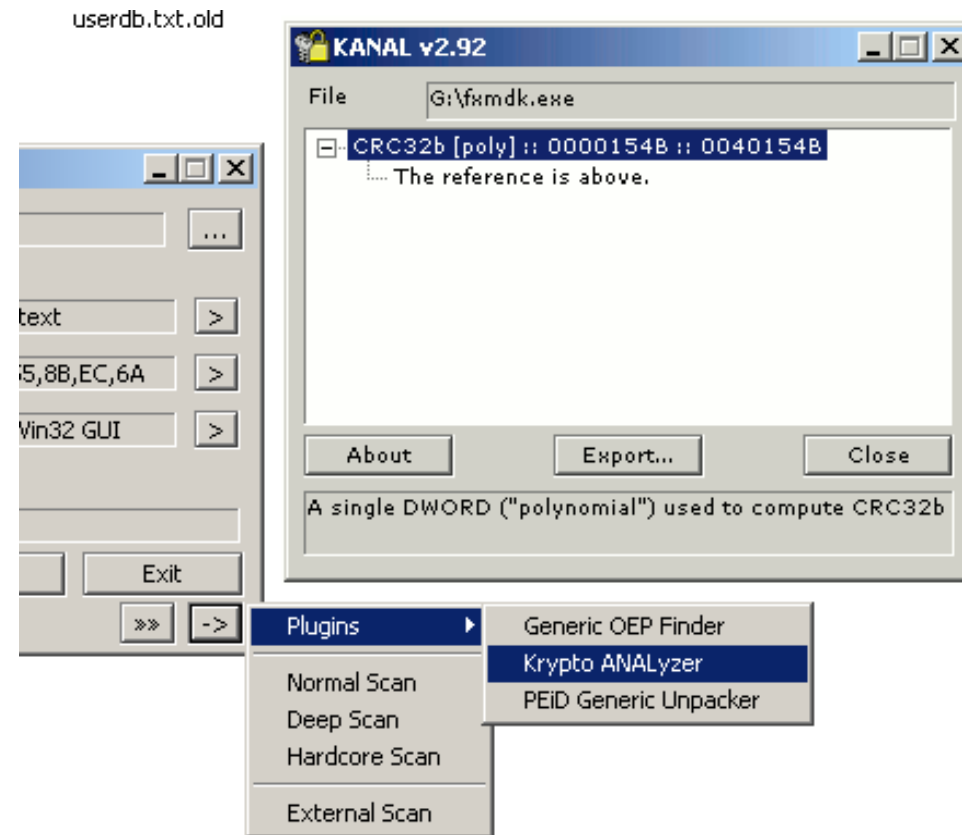 userdb.txt.old
KANAL v2.92
File G:\fxmdk.exe
CRC32b [poly] :: 0000154B :: 0040154B
The reference is above.
About Export... Close
A single DWORD ("polynomial") used to compute CRC32b
...
text >
55,8B,EC,6A >
Win32 GUI >
Exit
»» ->
Plugins
Normal Scan
Deep Scan
Hardcore Scan
External Scan
Generic OEP Finder
Krypto ANALyzer
PEiD Generic Unpacker